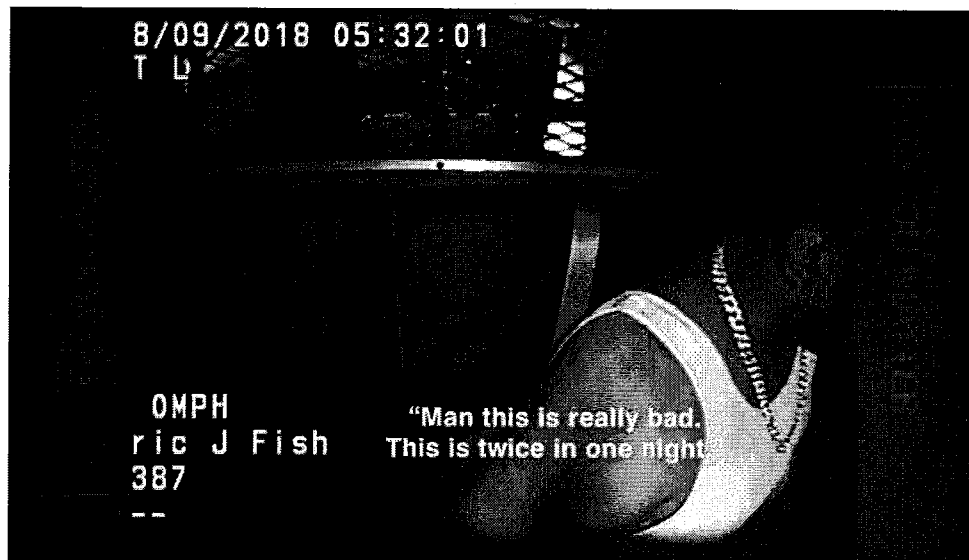 8/09/2018 05:32:01
T D
0MPH
ric J Fish
387
--
“Man this is really bad.
This is twice in one night”